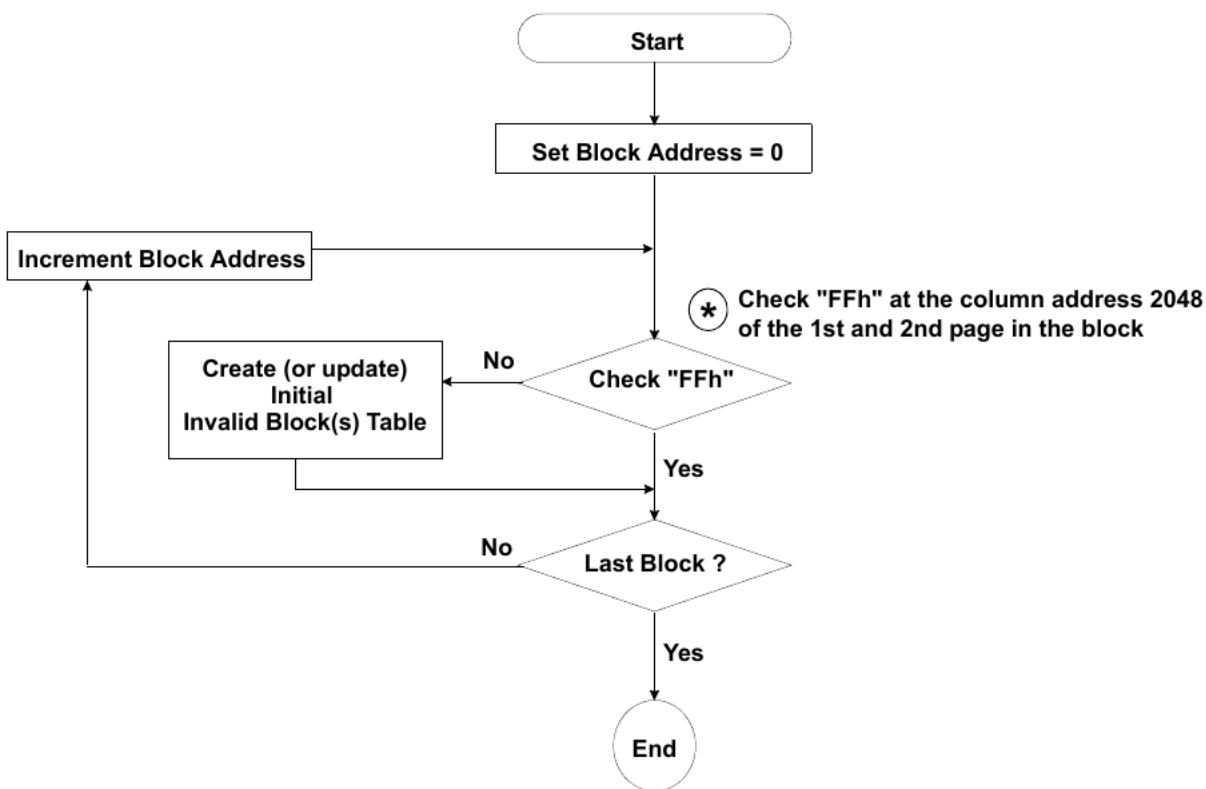 Start
Set Block Address = 0
Increment Block Address
* Check "FFh" at the column address 2048
of the 1st and 2nd page in the block
No
Create (or update)
Initial
Invalid Block(s) Table
Check "FFh"
Yes
No
Last Block ?
Yes
End